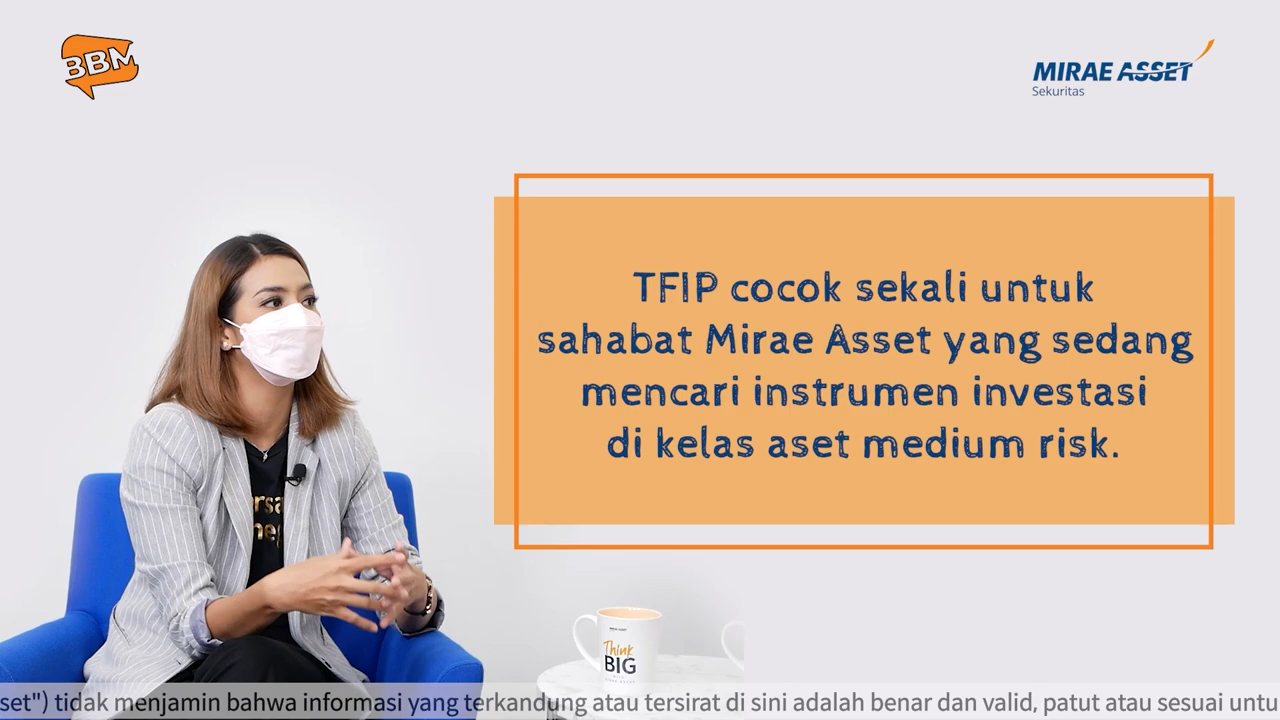 BBM
MIRAE ASSET
Sekuritas
TFIP cocok sekali untuk
sahabat Mirae Asset yang sedang
mencari instrumen investasi
di kelas aset medium risk.
MIRAE ASSET
Think
BIG
set") tidak menjamin bahwa informasi yang terkandung atau tersirat di sini adalah benar dan valid, patut atau sesuai untu